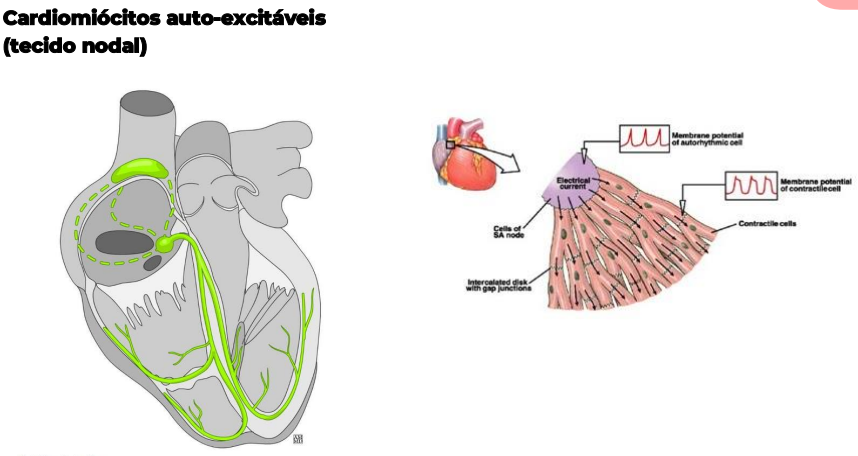 Cardiomiócitos auto-excitáveis
(tecido nodal)
Membrane potential
of autorhythmic cell
Electrical
current
Membrane potential
of contractile cell
Cells of
SA node
Contractile cells
Intercalated disk
with gap junctions